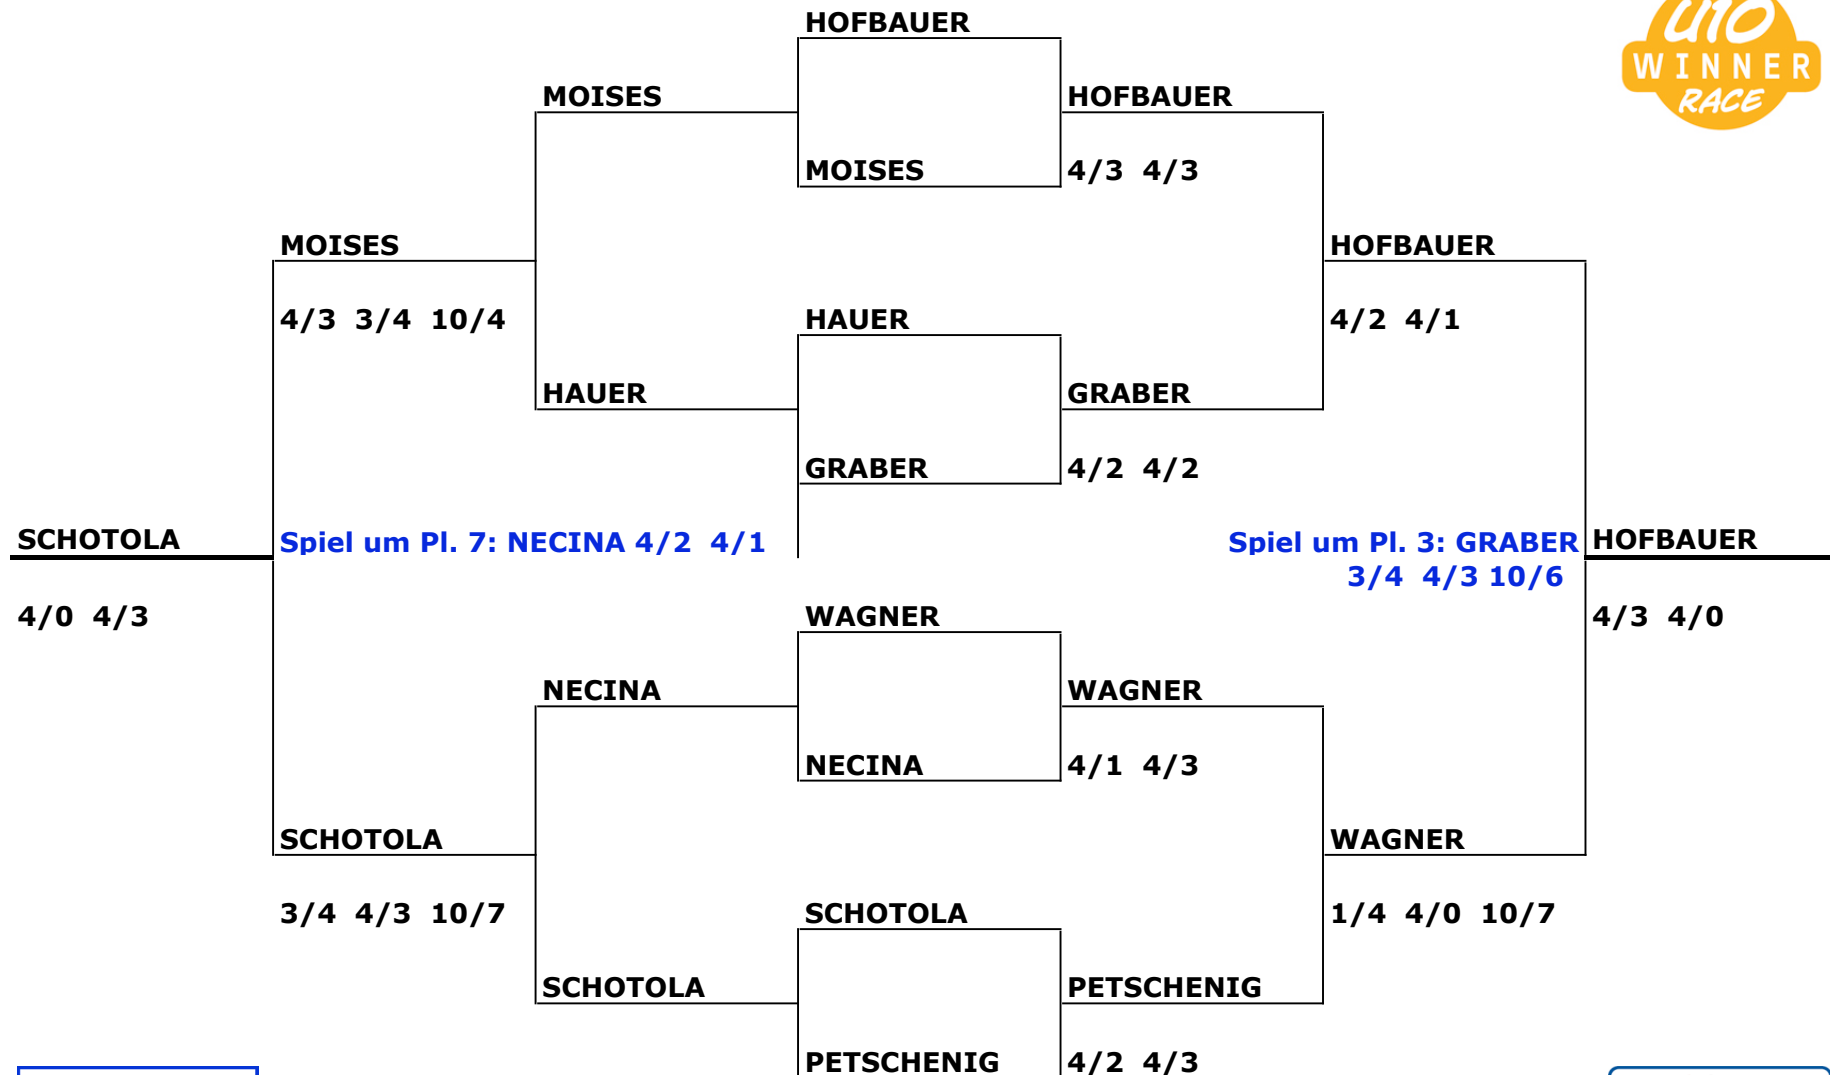 HOFBAUER
U10
WINNER
RACE
MOISES HOFBAUER
MOISES 4/3 4/3
MOISES HOFBAUER
4/3 3/4 10/4 HAUER 4/2 4/1
HAUER GRABER
GRABER 4/2 4/2
SCHOTOLA Spiel um Pl. 7: NECINA 4/2 4/1 Spiel um Pl. 3: GRABER HOFBAUER
3/4 4/3 10/6
4/0 4/3 WAGNER 4/3 4/0
NECINA WAGNER
NECINA 4/1 4/3
SCHOTOLA WAGNER
3/4 4/3 10/7 SCHOTOLA 1/4 4/0 10/7
SCHOTOLA PETSCHENIG
PETSCHENIG 4/2 4/3